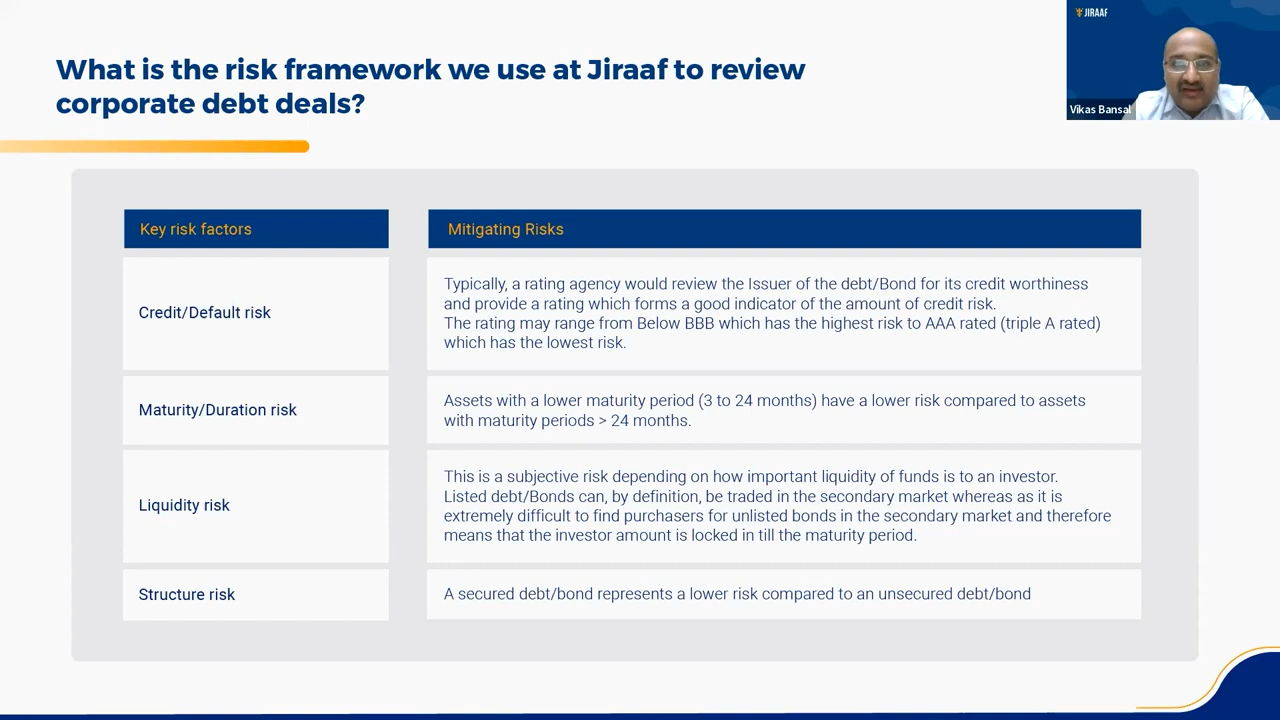 JIRAAF
Vikas Bansal
What is the risk framework we use at Jiraaf to review
corporate debt deals?
Key risk factors
Mitigating Risks
Credit/Default risk
Typically, a rating agency would review the Issuer of the debt/Bond for its credit worthiness
and provide a rating which forms a good indicator of the amount of credit risk.
The rating may range from Below BBB which has the highest risk to AAA rated (triple A rated)
which has the lowest risk.
Maturity/Duration risk
Assets with a lower maturity period (3 to 24 months) have a lower risk compared to assets
with maturity periods > 24 months.
Liquidity risk
This is a subjective risk depending on how important liquidity of funds is to an investor.
Listed debt/Bonds can, by definition, be traded in the secondary market whereas as it is
extremely difficult to find purchasers for unlisted bonds in the secondary market and therefore
means that the investor amount is locked in till the maturity period.
Structure risk
A secured debt/bond represents a lower risk compared to an unsecured debt/bond